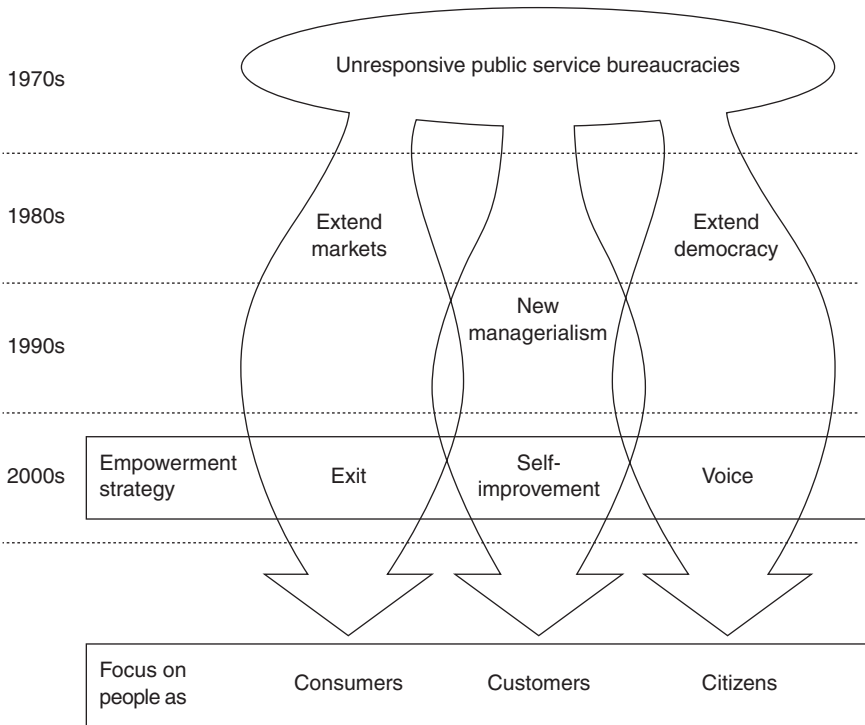 Unresponsive public service bureaucracies
1970s
1980s
Extend
markets
Extend
democracy
New
managerialism
1990s
2000s
Empowerment
strategy
Exit
Self-
improvement
Voice
Focus on
people as
Consumers
Customers
Citizens